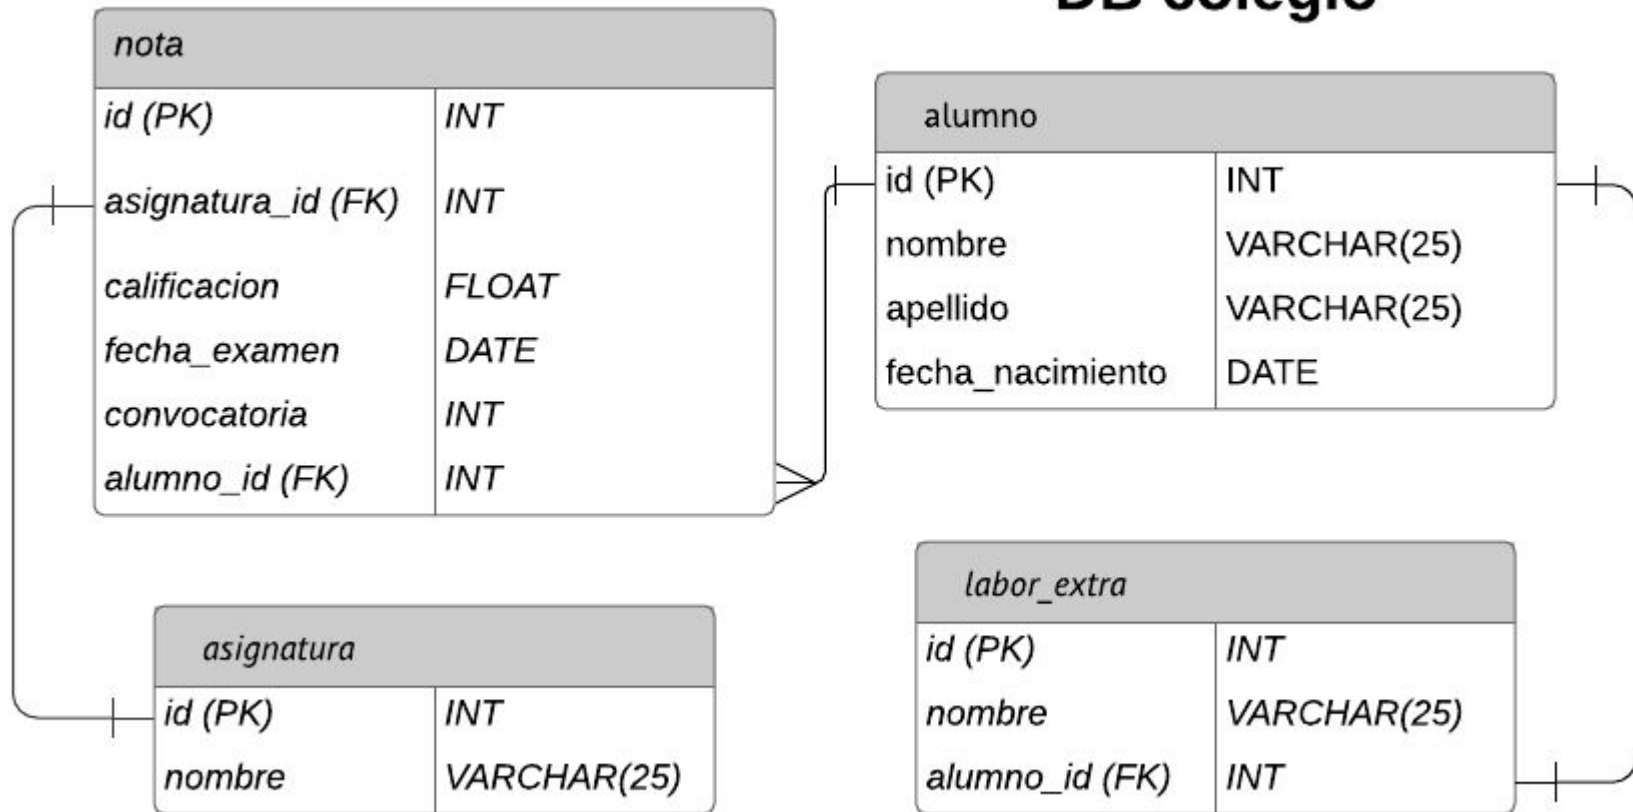 DB colegio
nota
id (PK) INT
asignatura_id (FK) INT
calificacion FLOAT
fecha_examen DATE
convocatoria INT
alumno_id (FK) INT
alumno
id (PK) INT
nombre VARCHAR(25)
apellido VARCHAR(25)
fecha_nacimiento DATE
asignatura
id (PK) INT
nombre VARCHAR(25)
labor_extra
id (PK) INT
nombre VARCHAR(25)
alumno_id (FK) INT